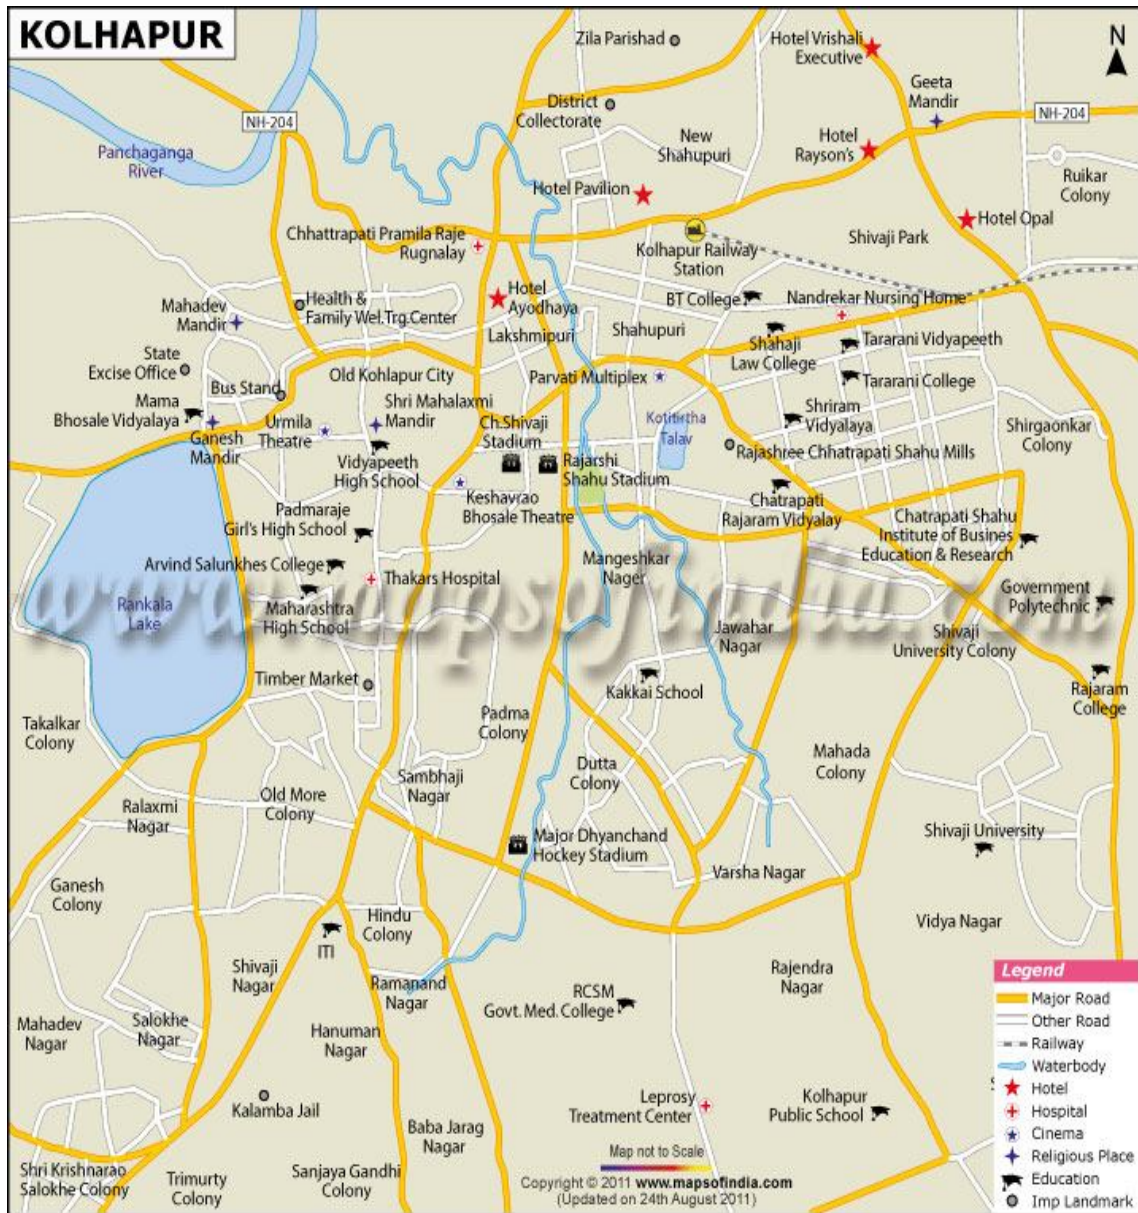 KOLHAPUR
N
Zila Parishad
Hotel Vrishali
Executive
Geeta
Mandir
District
Collectorate
NH-204
NH-204
New
Shahupuri
Hotel
Rayson's
Panchaganga
River
Ruikar
Colony
Hotel Pavilion
Hotel Opal
Chhattrapati Pramila Raje
Rugnalay
Shivaji Park
Kolhapur Railway
Station
Hotel
Ayodhaya
Health &
Family Wel.Trg.Center
BT College
Nandrekar Nursing Home
Mahadev
Mandir
Lakshmipuri
Shahupuri
Shahaji
Law College
Tararani Vidyapeeth
State
Excise Office
Bus Stand
Old Kohlapur City
Parvati Multiplex
Tararani College
Mama
Bhosale Vidyalaya
Urmila
Theatre
Shri Mahalaxmi
Mandir
Ch.Shivaji
Stadium
Kotitirtha
Talav
Shriram
Vidyalaya
Shirgaonkar
Colony
Ganesh
Mandir
Vidyapeeth
High School
Rajarshi
Shahu Stadium
Rajashree Chhatrapati Shahu Mills
Keshavrao
Bhosale Theatre
Chatrapati
Rajaram Vidyalay
Padmaraje
Girl's High School
Chatrapati Shahu
Institute of Busines
Education & Research
Arvind Salunkhes College
Thakars Hospital
Mangeshkar
Nager
Government
Polytechnic
www.mapsofindia.com
Rankala
Lake
Maharashtra
High School
Jawahar
Nagar
Shivaji
University Colony
Timber Market
Kakkai School
Rajaram
College
Takalkar
Colony
Padma
Colony
Mahada
Colony
Sambhaji
Nagar
Dutta
Colony
Ralaxmi
Nagar
Old More
Colony
Major Dhyanchand
Hockey Stadium
Shivaji University
Varsha Nagar
Ganesh
Colony
Hindu
Colony
Vidya Nagar
ITI
Shivaji
Nagar
Ramanand
Nagar
RCSM
Govt. Med. College
Rajendra
Nagar
Mahadev
Nagar
Salokhe
Nagar
Hanuman
Nagar
Kalamba Jail
Leprosy
Treatment Center
Kolhapur
Public School
Baba Jarag
Nagar
Shri Krishnarao
Salokhe Colony
Trimurty
Colony
Sanjaya Gandhi
Colony
Map not to Scale
Copyright © 2011 www.mapsofindia.com
(Updated on 24th August 2011)
Legend
Major Road
Other Road
Railway
Waterbody
Hotel
Hospital
Cinema
Religious Place
Education
Imp Landmark